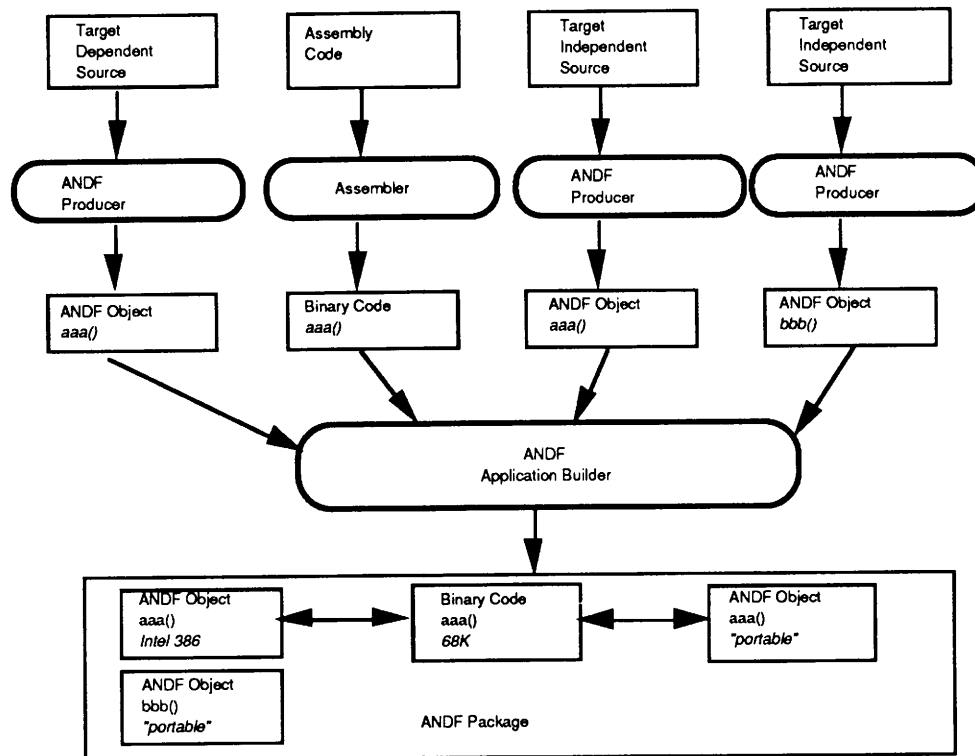 Target
Dependent
Source
Assembly
Code
Target
Independent
Source
Target
Independent
Source
ANDF
Producer
Assembler
ANDF
Producer
ANDF
Producer
ANDF Object
aaa()
Binary Code
aaa()
ANDF Object
aaa()
ANDF Object
bbb()
ANDF
Application Builder
ANDF Object
aaa()
Intel 386
Binary Code
aaa()
68K
ANDF Object
aaa()
"portable"
ANDF Object
bbb()
"portable"
ANDF Package